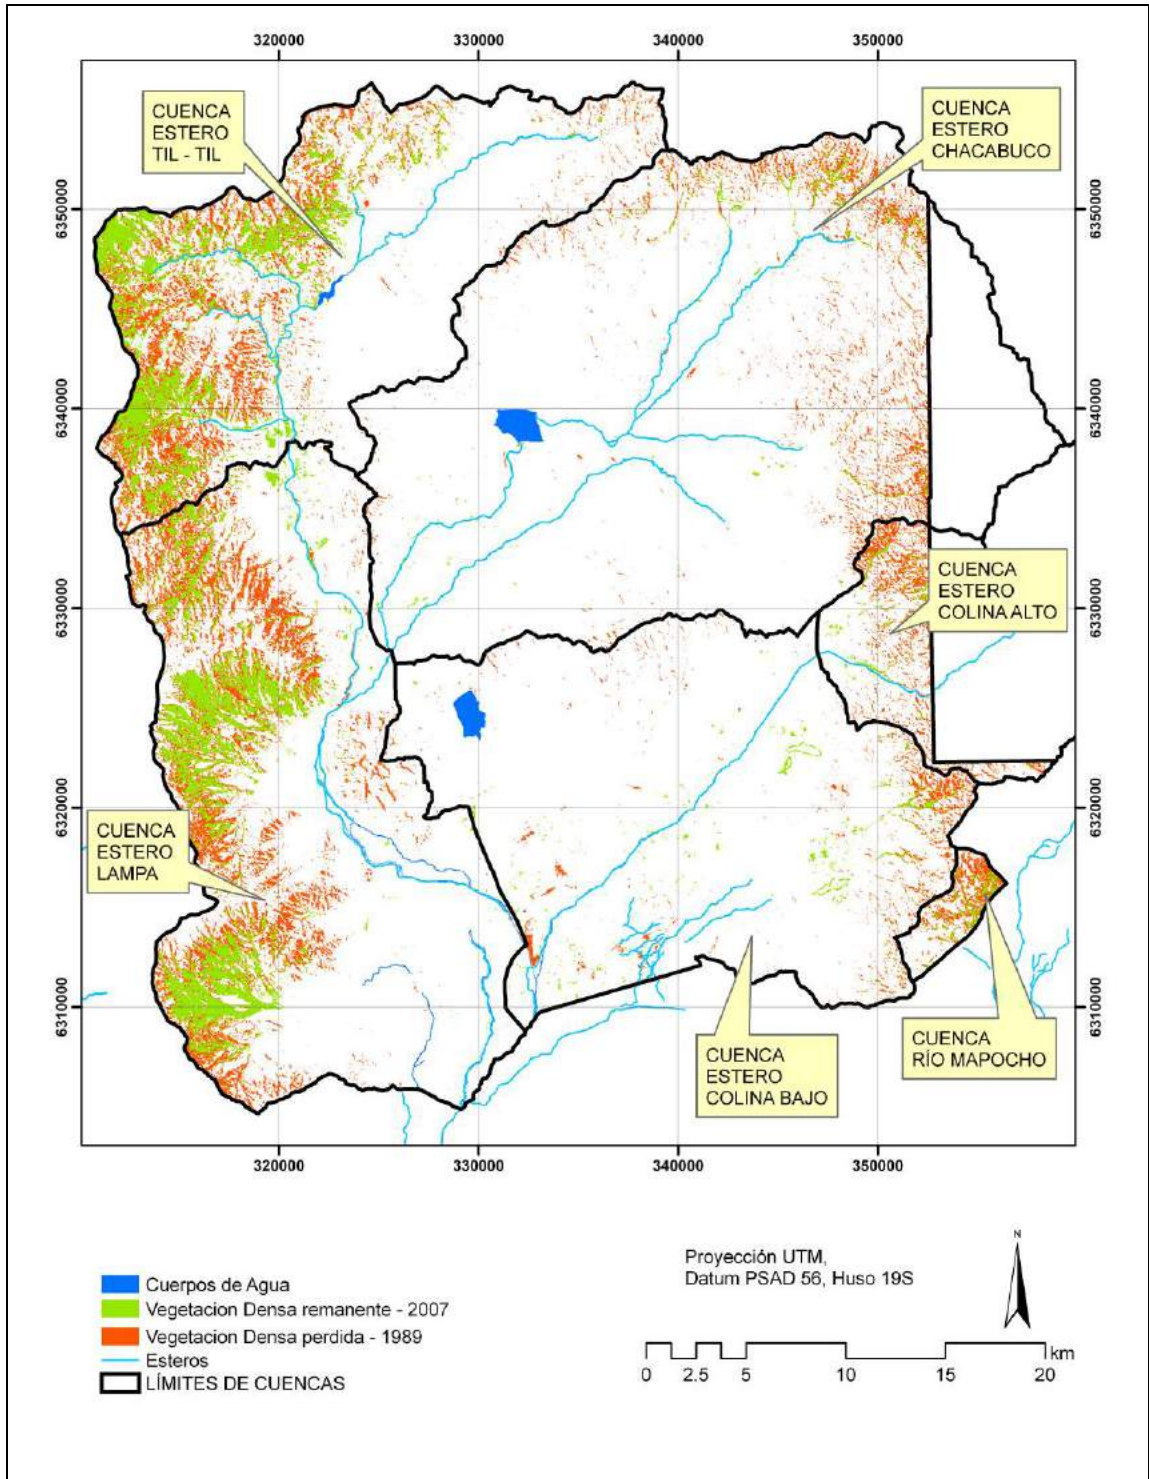 320000
330000
340000
350000
CUENCA
ESTERO
TIL - TIL
CUENCA
ESTERO
CHACABUCO
6350000
6350000
6340000
6340000
CUENCA
ESTERO
COLINA ALTO
6330000
6330000
6320000
6320000
CUENCA
ESTERO
LAMPA
6310000
6310000
CUENCA
RÍO MAPOCHO
CUENCA
ESTERO
COLINA BAJO
320000
330000
340000
350000
Cuerpos de Agua
Vegetacion Densa remanente - 2007
Vegetacion Densa perdida - 1989
Esteros
LÍMITES DE CUENCAS
Proyección UTM,
Datum PSAD 56, Huso 19S
N
km
0 2.5 5 10 15 20